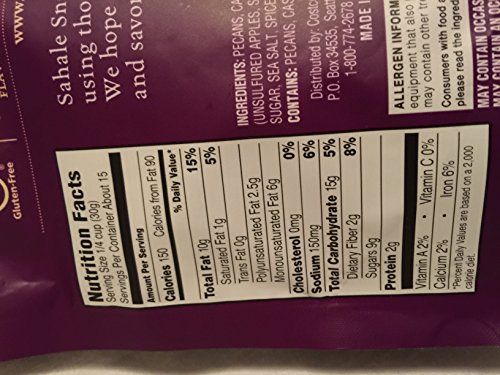 www.
FLA
Gluten-Free
Sahale Sn
using tho
We hope
and savor
INGREDIENTS: PECANS, CA
(UNSULFURED APPLES, S
SUGAR, SEA SALT, SPICE
CONTAINS: PECANS, CAS
Distributed by: Costco
P.O. Box 34535, Seatt
1-800-774-2678
MADE I
ALLERGEN INFORM
equipment that also
may contain other tre
Consumers with food a
please read the ingred
MAY CONTAIN OCCAS
MAY CONTAIN
Nutrition Facts
Serving Size 1/4 cup (30g)
Servings Per Container About 15
Amount Per Serving
Calories 150 Calories from Fat 90
% Daily Value*
Total Fat 10g 15%
Saturated Fat 1g 5%
Trans Fat 0g
Polyunsaturated Fat 2.5g
Monounsaturated Fat 6g
Cholesterol 0mg 0%
Sodium 150mg 6%
Total Carbohydrate 15g 5%
Dietary Fiber 2g 8%
Sugars 9g
Protein 2g
Vitamin A 2% • Vitamin C 0%
Calcium 2% • Iron 6%
*Percent Daily Values are based on a 2,000
calorie diet.